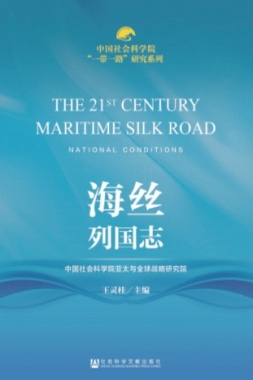 中国社会科学院
“一带一路”研究系列
THE 21ST CENTURY
MARITIME SILK ROAD
NATIONAL CONDITIONS
海丝
列国志
中国社会科学院亚太与全球战略研究院
王灵桂/主编
社会科学文献出版社